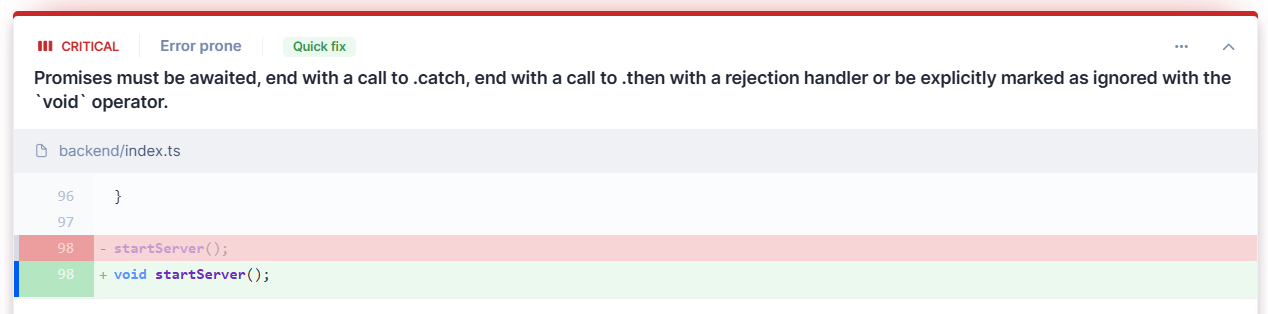 CRITICAL Error prone Quick fix
Promises must be awaited, end with a call to .catch, end with a call to .then with a rejection handler or be explicitly marked as ignored with the
`void` operator.
backend/index.ts
96 }
97
98 - startServer();
98 + void startServer();